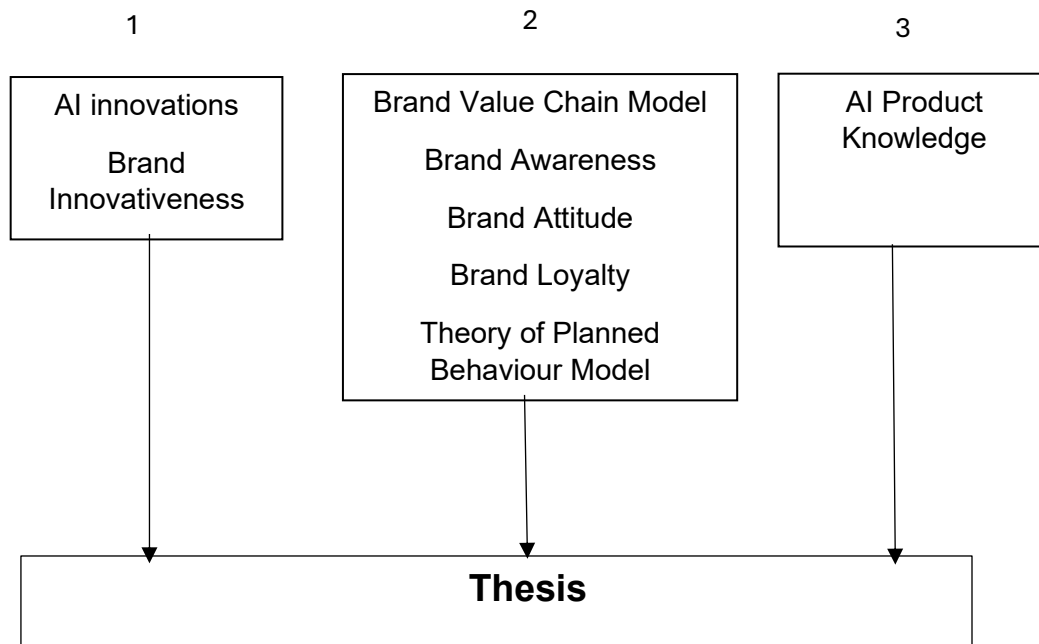 1
2
3
AI innovations
Brand
Innovativeness
Brand Value Chain Model
Brand Awareness
Brand Attitude
Brand Loyalty
Theory of Planned
Behaviour Model
AI Product
Knowledge
Thesis